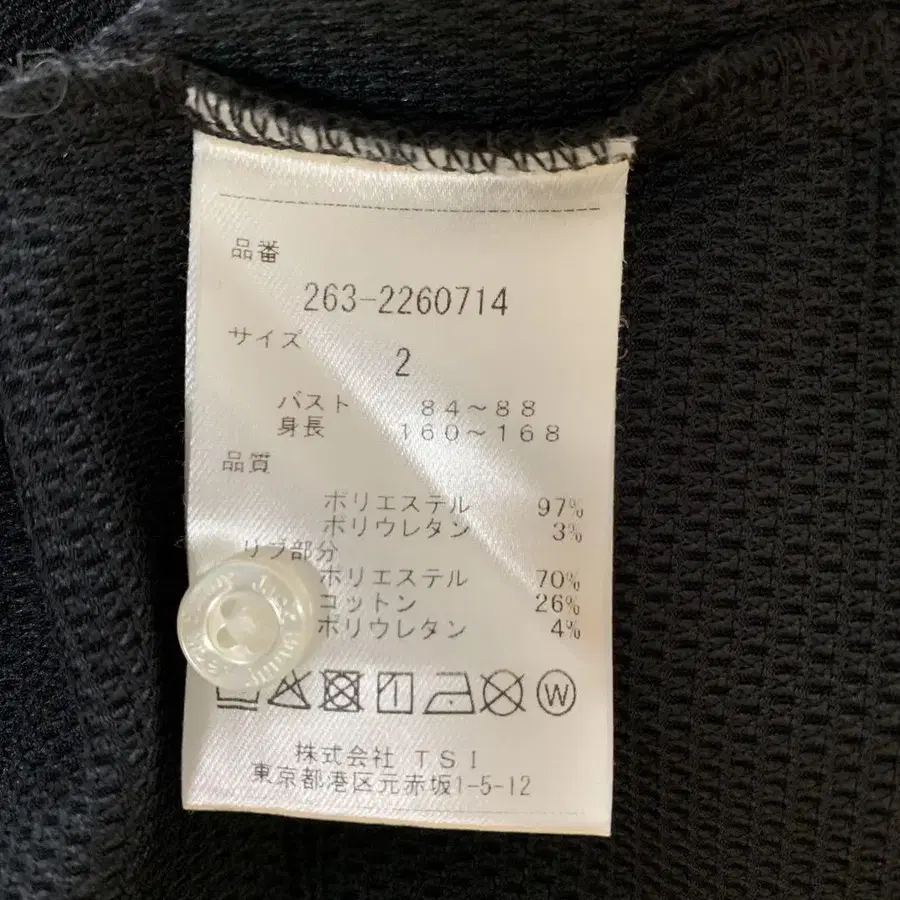 品番
263-2260714
サイズ
2
バスト 84~88
身長 160~168
品質
ポリエステル 97%
ポリウレタン 3%
リブ部分
ポリエステル 70%
コットン 26%
ポリウレタン 4%
W
株式会社 TSI
東京都港区元赤坂1-5-12